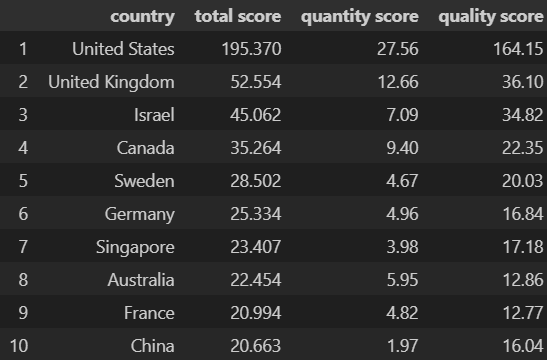 country total score quantity score quality score
1 United States 195.370 27.56 164.15
2 United Kingdom 52.554 12.66 36.10
3 Israel 45.062 7.09 34.82
4 Canada 35.264 9.40 22.35
5 Sweden 28.502 4.67 20.03
6 Germany 25.334 4.96 16.84
7 Singapore 23.407 3.98 17.18
8 Australia 22.454 5.95 12.86
9 France 20.994 4.82 12.77
10 China 20.663 1.97 16.04